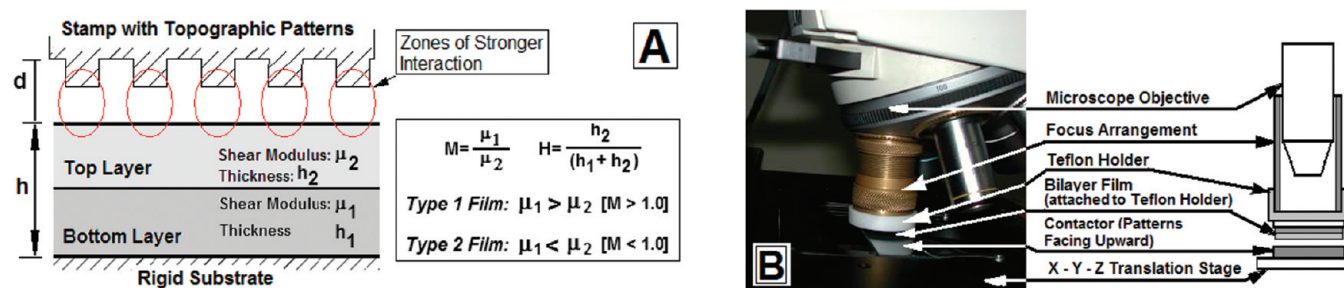 Stamp with Topographic Patterns
Zones of Stronger
Interaction
A
d
h
Top Layer
Shear Modulus: μ2
Thickness: h2
Shear Modulus: μ1
Thickness h1
Bottom Layer
Rigid Substrate
M = μ1 / μ2 H = h2 / (h1 + h2)
Type 1 Film: μ1 > μ2 [M > 1.0]
Type 2 Film: μ1 < μ2 [M < 1.0]
B
100
Microscope Objective
Focus Arrangement
Teflon Holder
Bilayer Film
(attached to Teflon Holder)
Contactor (Patterns
Facing Upward)
X - Y - Z Translation Stage